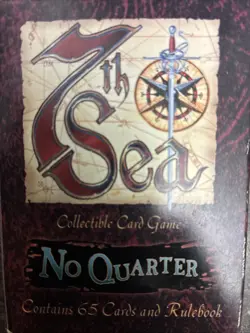 7th
Sea
Collectible Card Game
No Quarter
Contains 65 Cards and Rulebook